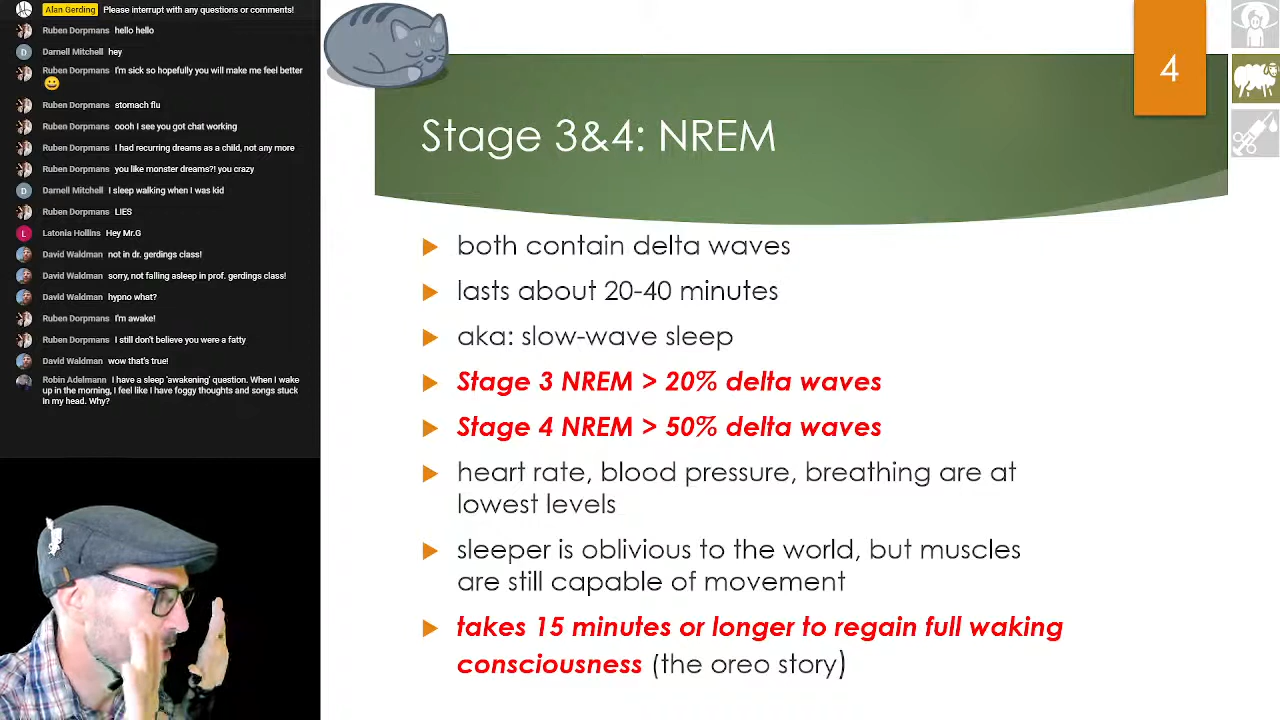 Alan Gerding Please interrupt with any questions or comments!
Ruben Dorpmans hello hello
D Darnell Mitchell hey
Ruben Dorpmans I'm sick so hopefully you will make me feel better
😀
Ruben Dorpmans stomach flu
Ruben Dorpmans oooh I see you got chat working
Ruben Dorpmans I had recurring dreams as a child, not any more
Ruben Dorpmans you like monster dreams?! you crazy
D Darnell Mitchell I sleep walking when I was kid
Ruben Dorpmans LIES
L Latonia Hollins Hey Mr.G
David Waldman not in dr. gerdings class!
David Waldman sorry, not falling asleep in prof. gerdings class!
David Waldman hypno what?
Ruben Dorpmans I'm awake!
Ruben Dorpmans I still don't believe you were a fatty
David Waldman wow that's true!
Robin Adelmann I have a sleep 'awakening' question. When I wake
up in the morning, I feel like I have foggy thoughts and songs stuck
in my head. Why?
4
Stage 3&4: NREM
both contain delta waves
lasts about 20-40 minutes
aka: slow-wave sleep
Stage 3 NREM > 20% delta waves
Stage 4 NREM > 50% delta waves
heart rate, blood pressure, breathing are at
lowest levels
sleeper is oblivious to the world, but muscles
are still capable of movement
takes 15 minutes or longer to regain full waking
consciousness (the oreo story)